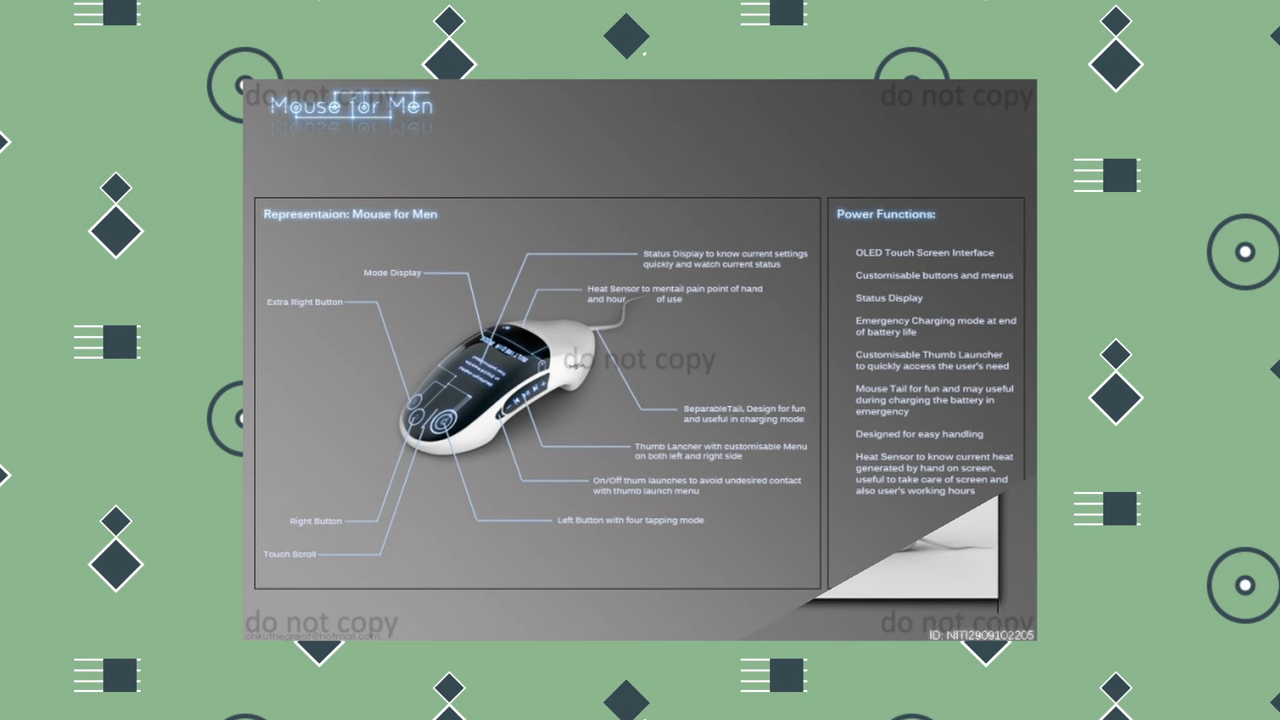 do not copy
do not copy
Mouse for Men
Representaion: Mouse for Men
Power Functions:
Status Display to know current settings
quickly and watch current status
Mode Display
Heat Sensor to mentail pain point of hand
and hour of use
Extra Right Button
do not copy
SeparableTail, Design for fun
and useful in charging mode
Thumb Lancher with customisable Menu
on both left and right side
On/Off thum launches to avoid undesired contact
with thumb launch menu
Right Button
Left Button with four tapping mode
Touch Scroll
OLED Touch Screen Interface
Customisable buttons and menus
Status Display
Emergency Charging mode at end
of battery life
Customisable Thumb Launcher
to quickly access the user's need
Mouse Tail for fun and may useful
during charging the battery in
emergency
Designed for easy handling
Heat Sensor to know current heat
generated by hand on screen,
useful to take care of screen and
also user's working hours
do not copy
do not copy
ID: NITI2909102205